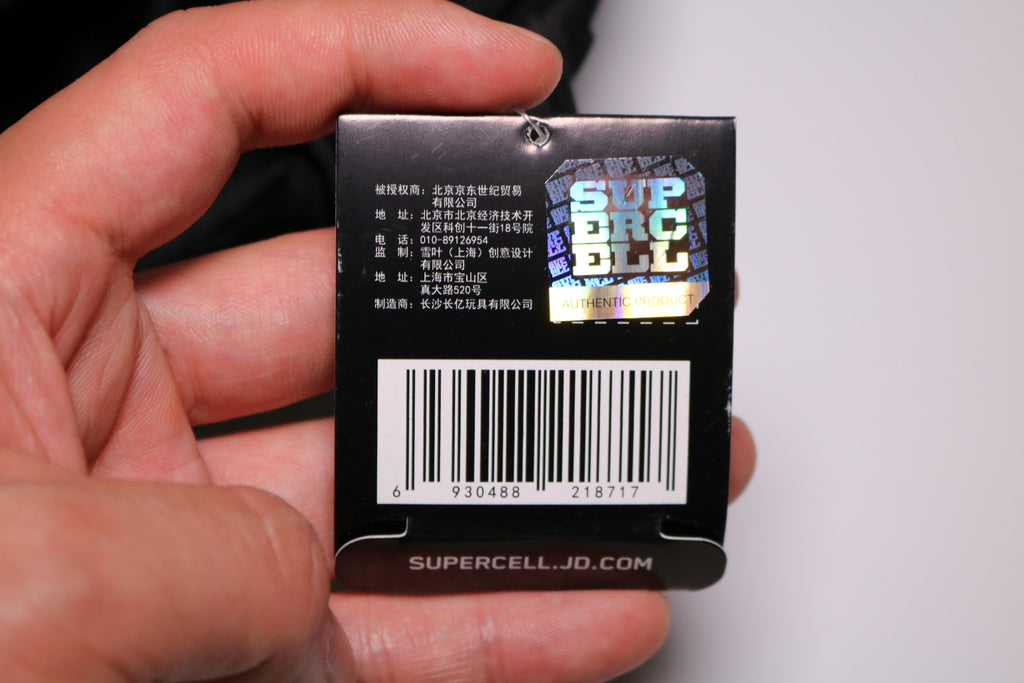 被授权商：北京京东世纪贸易
有限公司
地 址：北京市北京经济技术开
发区科创十一街18号院
电 话：010-89126954
监 制：雪叶（上海）创意设计
有限公司
地 址：上海市宝山区
真大路520号
制造商：长沙长亿玩具有限公司
SUP
ERC
ELL
AUTHENTIC PRODUCT
6 930488 218717
SUPERCELL.JD.COM